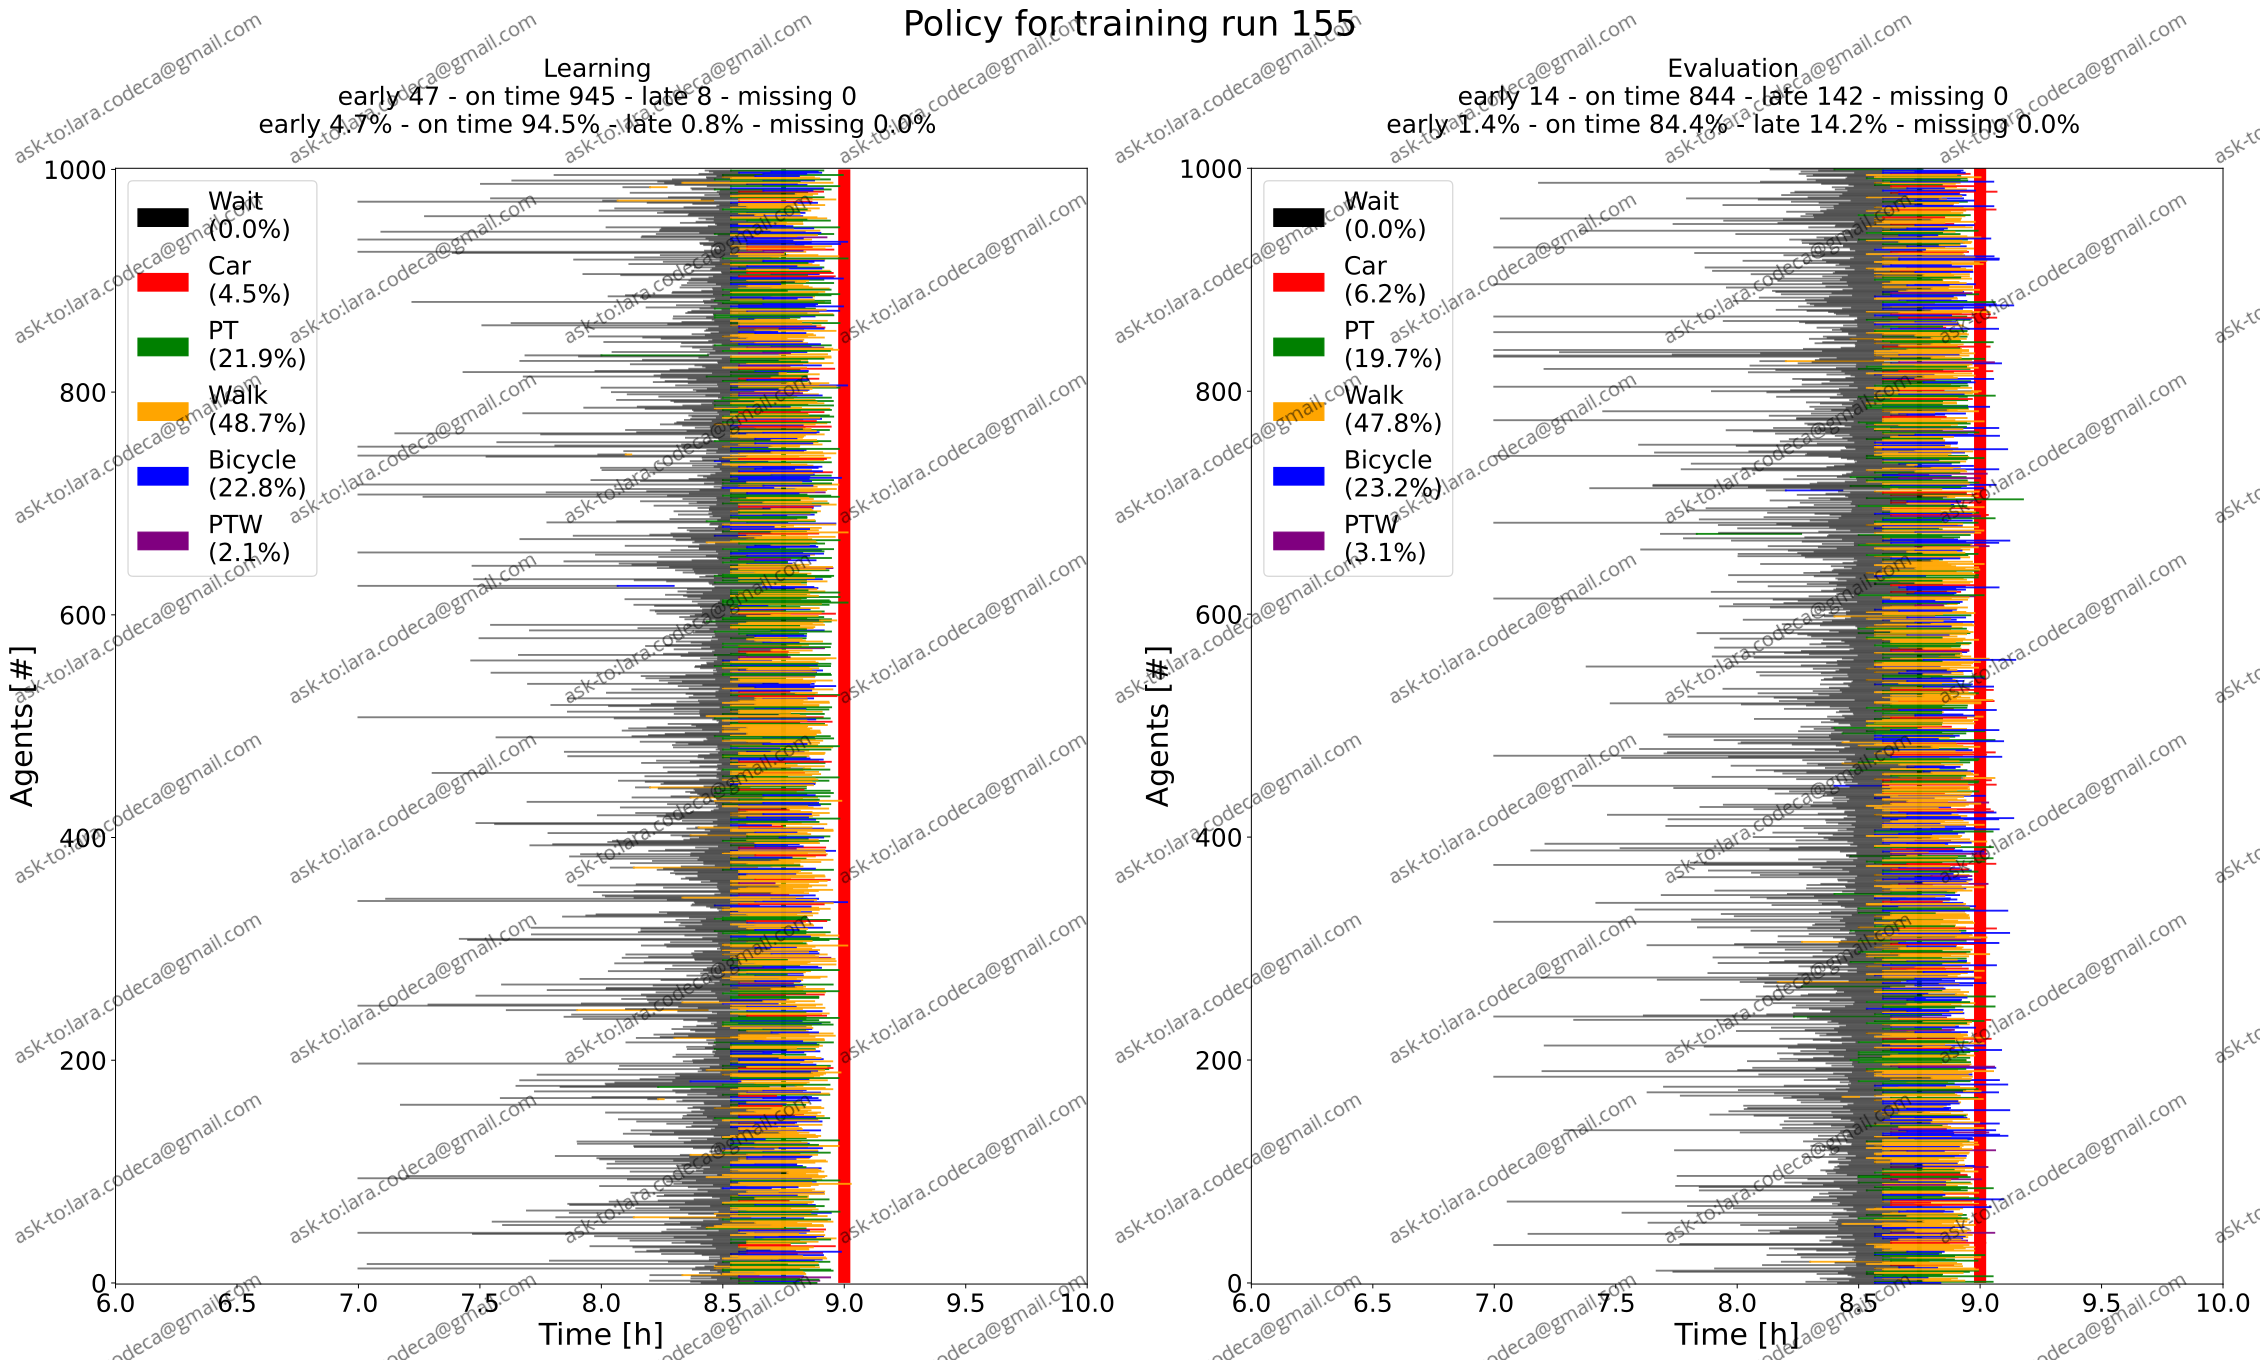 Policy for training run 155
Learning
early 47 - on time 945 - late 8 - missing 0
early 4.7% - on time 94.5% - late 0.8% - missing 0.0%
Wait
(0.0%)
Car
(4.5%)
PT
(21.9%)
Walk
(48.7%)
Bicycle
(22.8%)
PTW
(2.1%)
Agents [#]
1000
800
600
400
200
0
6.0 6.5 7.0 7.5 8.0 8.5 9.0 9.5 10.0
Time [h]
Evaluation
early 14 - on time 844 - late 142 - missing 0
early 1.4% - on time 84.4% - late 14.2% - missing 0.0%
Wait
(0.0%)
Car
(6.2%)
PT
(19.7%)
Walk
(47.8%)
Bicycle
(23.2%)
PTW
(3.1%)
Agents [#]
1000
800
600
400
200
0
6.0 6.5 7.0 7.5 8.0 8.5 9.0 9.5 10.0
Time [h]
ask-to:lara.codeca@gmail.com